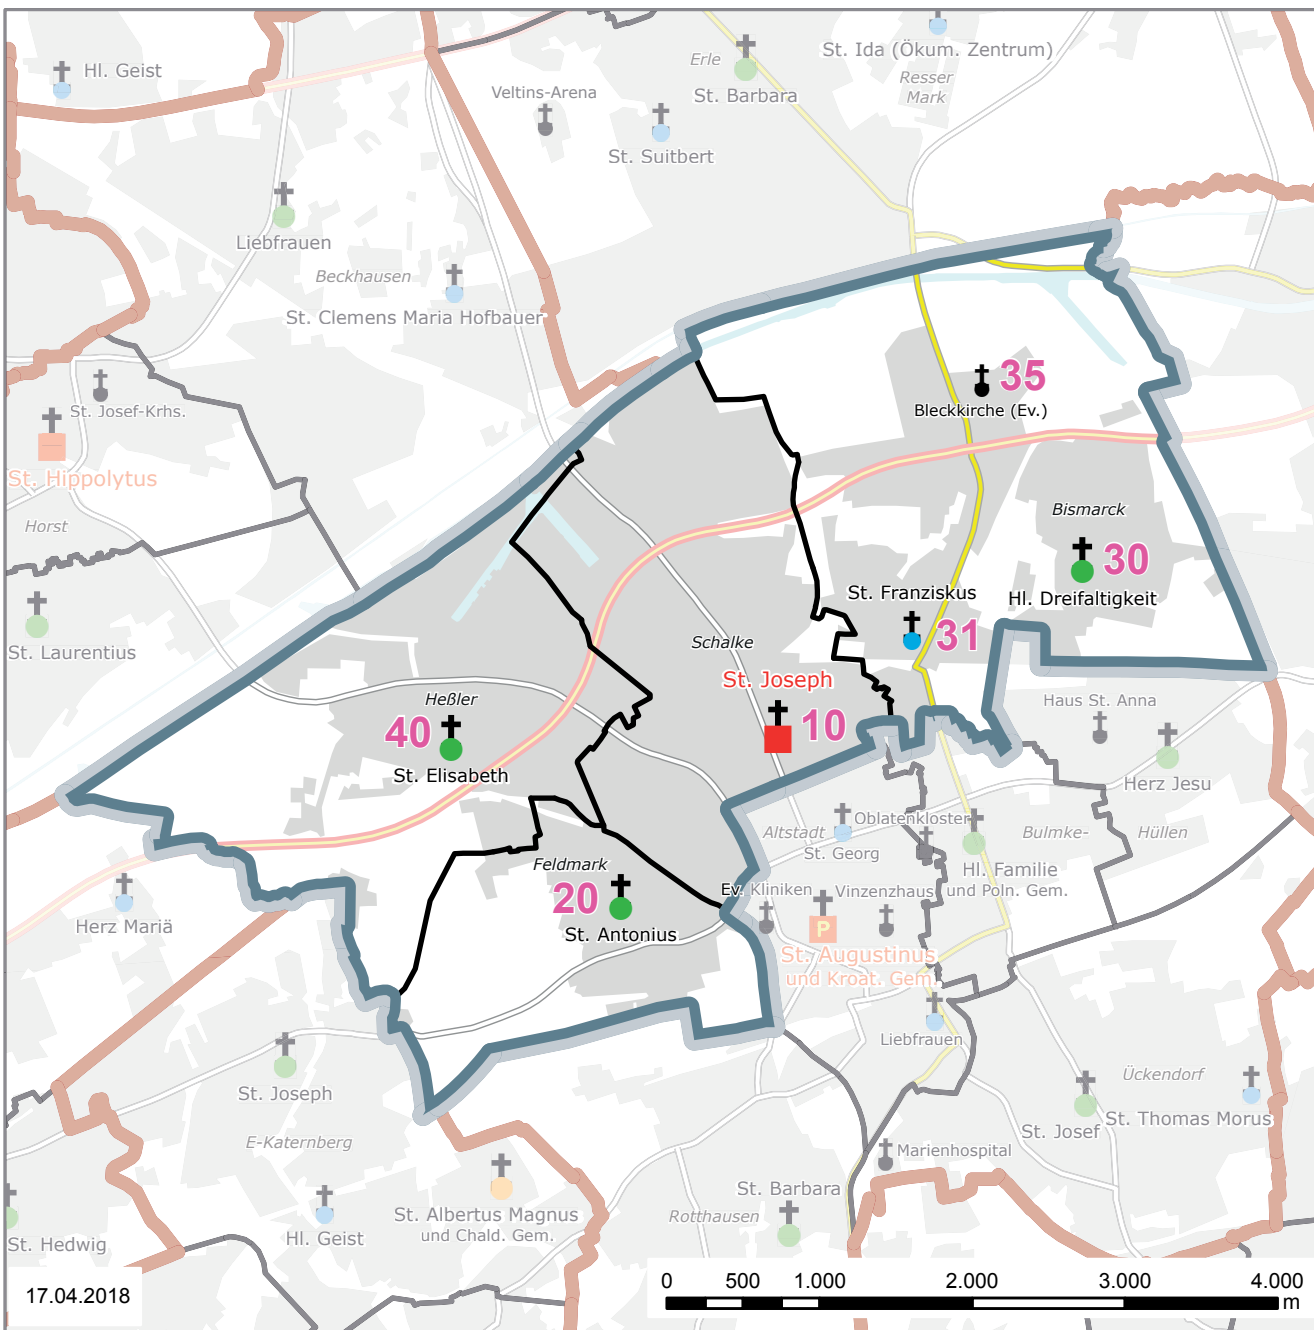 St. Ida (Ökum. Zentrum)
Erle
Hl. Geist
Resser
Mark
Veltins-Arena
St. Barbara
St. Suitbert
Liebfrauen
Beckhausen
St. Clemens Maria Hofbauer
35
St. Josef-Krhs.
Bleckkirche (Ev.)
St. Hippolytus
Bismarck
Horst
30
St. Franziskus
Hl. Dreifaltigkeit
31
Schalke
St. Laurentius
St. Joseph
Heßler
Haus St. Anna
40
10
St. Elisabeth
Herz Jesu
Oblatenkloster
Altstadt
Bulmke-
Hüllen
St. Georg
Feldmark
Hl. Familie
und Poln. Gem.
Ev. Kliniken
Vinzenzhaus
20
Herz Mariä
P
St. Antonius
St. Augustinus
und Kroat. Gem.
Liebfrauen
Ückendorf
St. Joseph
St. Thomas Morus
St. Josef
E-Katernberg
Marienhospital
St. Barbara
St. Albertus Magnus
und Chald. Gem.
Rotthausen
Hl. Geist
St. Hedwig
17.04.2018
0 500 1.000 2.000 3.000 4.000
m